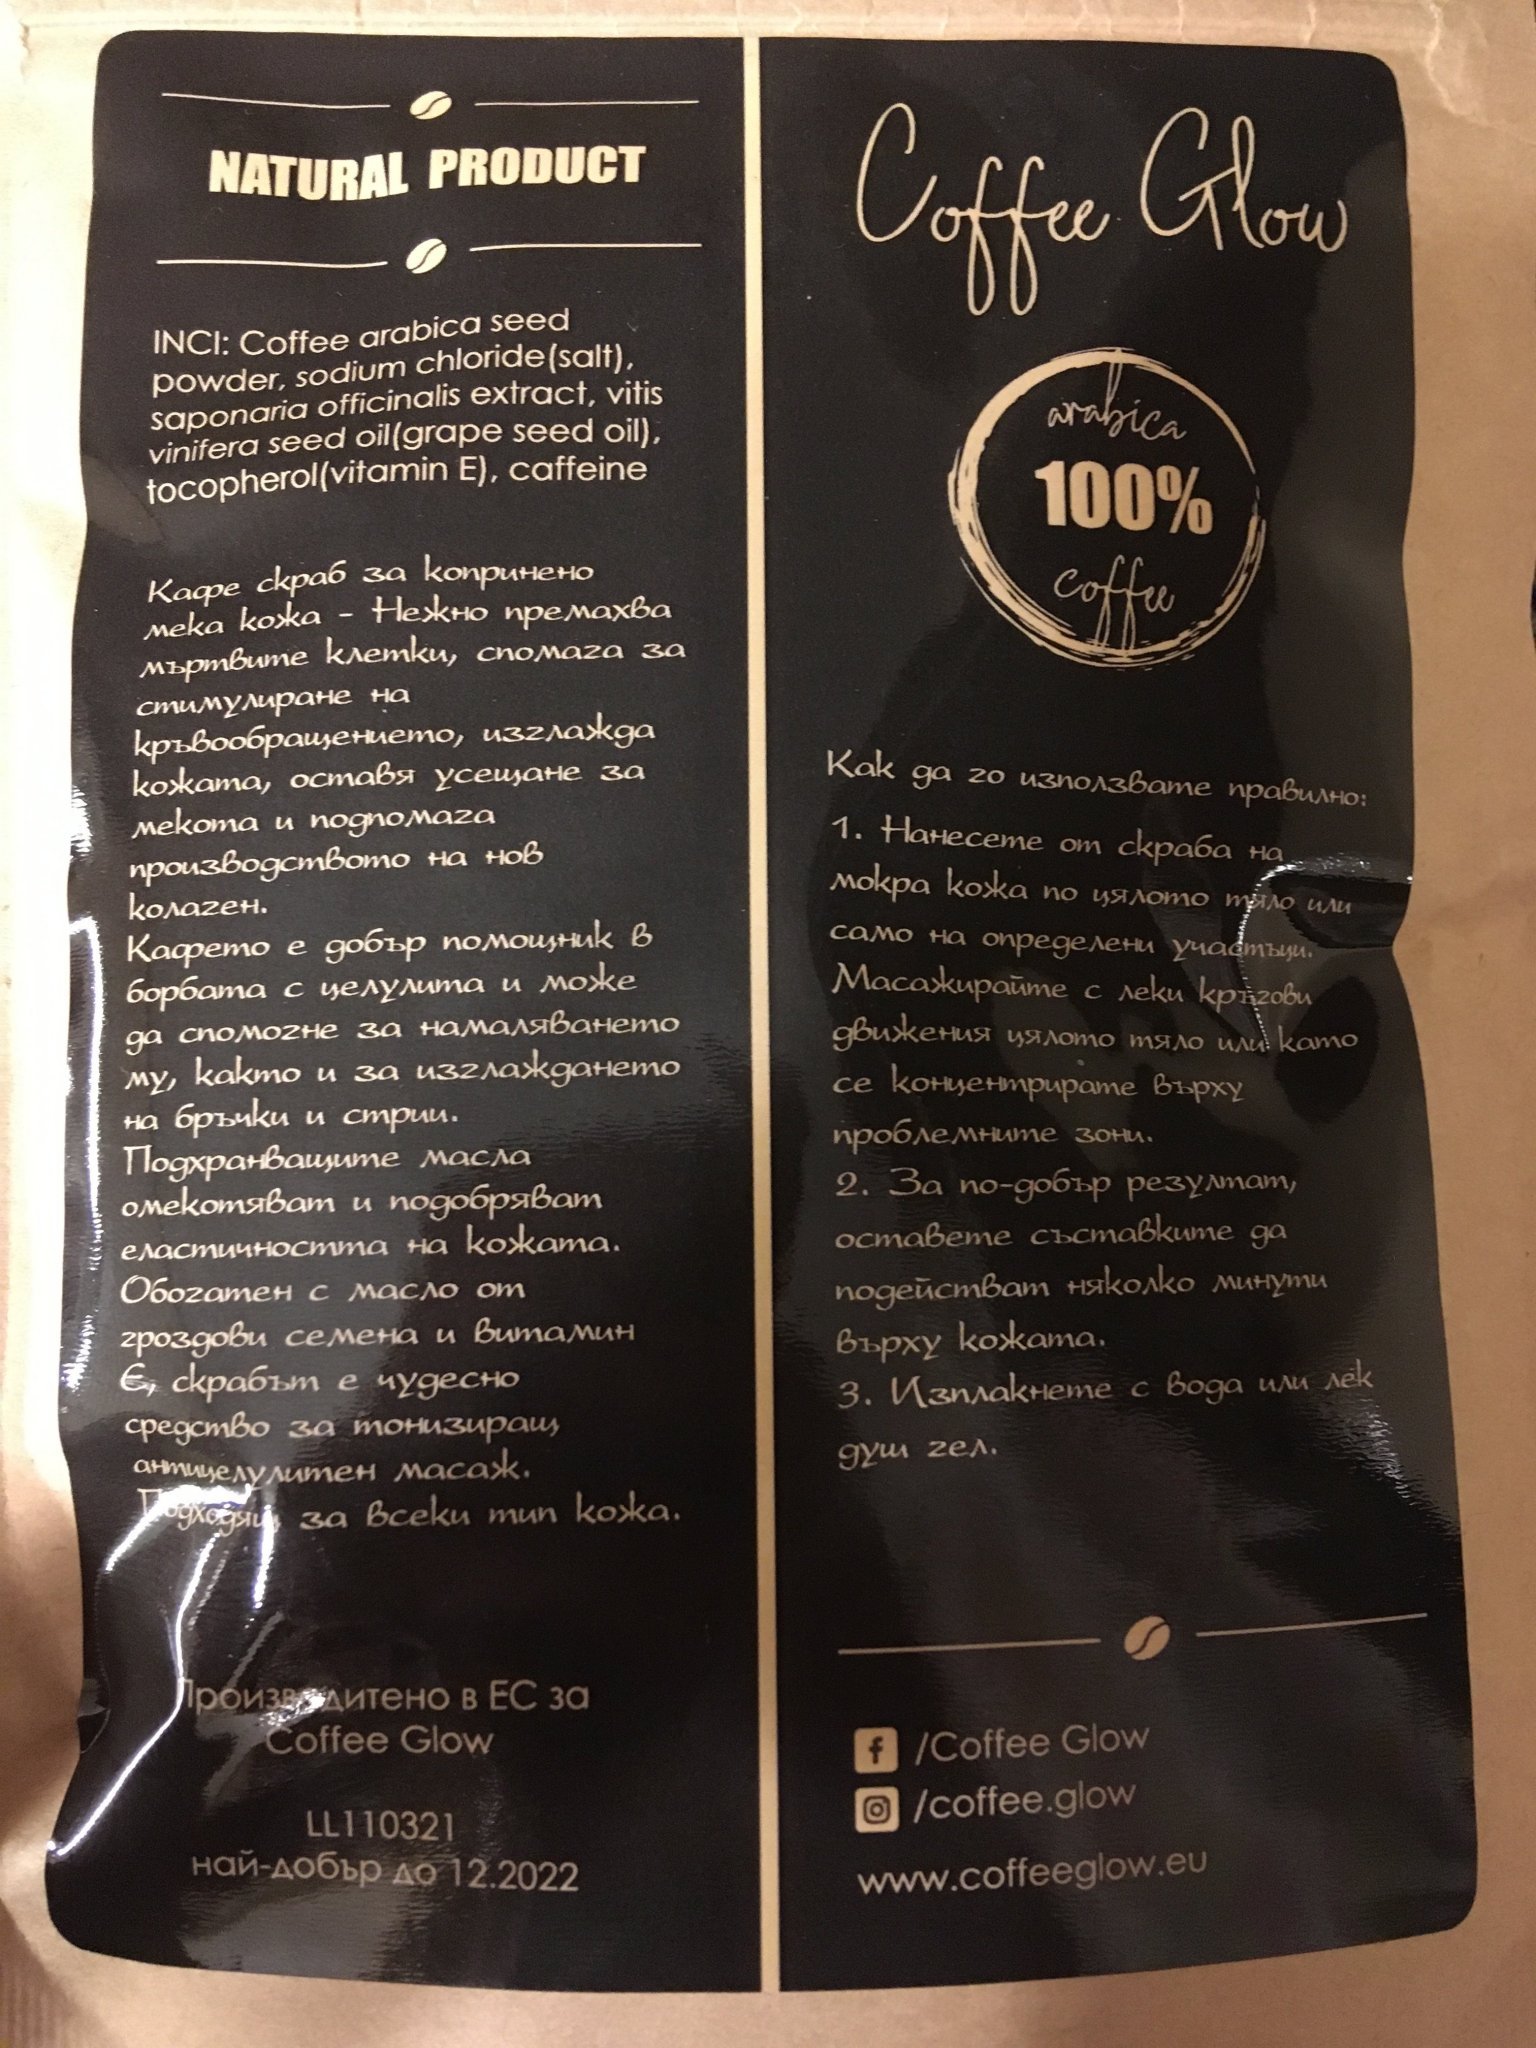 NATURAL PRODUCT
INCI: Coffee arabica seed
powder, sodium chloride(salt),
saponaria officinalis extract, vitis
vinifera seed oil(grape seed oil),
tocopherol(vitamin E), caffeine
Кафе скраб за копринено
мека кожа - Нежно премахва
мъртвите клетки, спомага за
стимулиране на
кръвообращението, изглажда
кожата, оставя усещане за
мекота и подпомага
производството на нов
колаген.
Кафето е добър помощник в
борбата с целулита и може
да спомогне за намаляването
му, както и за изглаждането
на бръчки и стрии.
Подхранващите масла
омекотяват и подобряват
еластичността на кожата.
Обогатен с масло от
гроздови семена и витамин
Е, скрабът е чудесно
средство за тонизиращ
антицелулитен масаж.
Подходящ за всеки тип кожа.
Произведитено в ЕС за
Coffee Glow
LL110321
най-добър до 12.2022
Coffee Glow
arabica
100%
coffee
Как да го използвате правилно:
1. Нанесете от скраба на
мокра кожа по цялото тяло или
само на определени участъци.
Масажирайте с леки кръгови
движения цялото тяло или като
се концентрирате върху
проблемните зони.
2. За по-добър резултат,
оставете съставките да
подействат няколко минути
върху кожата.
3. Изплакнете с вода или лек
душ гел.
/Coffee Glow
/coffee.glow
www.coffeeglow.eu